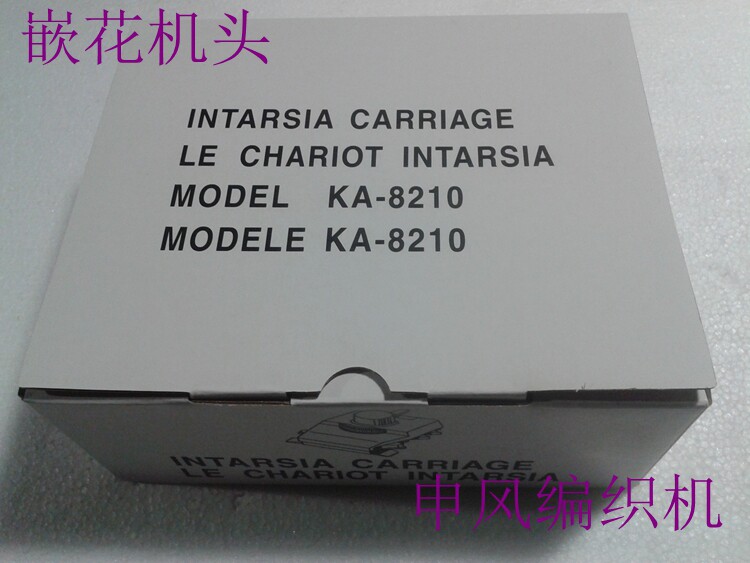 嵌花机头
INTARSIA CARRIAGE
LE CHARIOT INTARSIA
MODEL KA-8210
MODELE KA-8210
INTARSIA CARRIAGE
LE CHARIOT INTARSIA
申风编织机